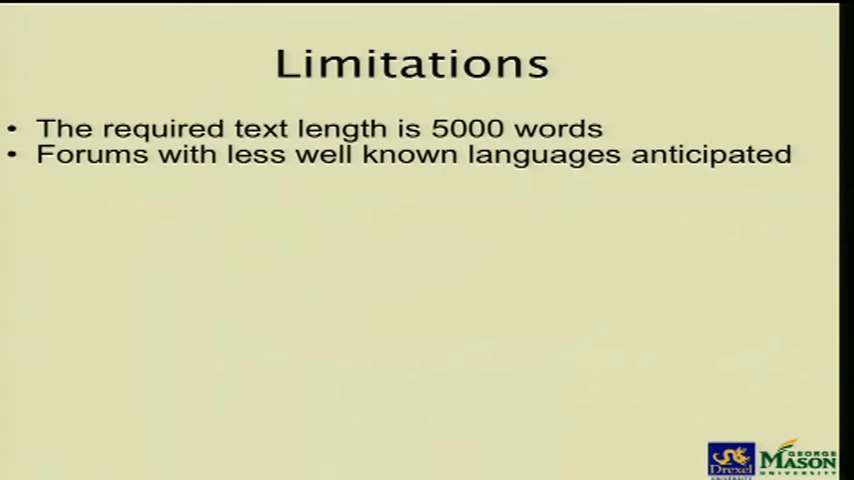 Limitations
• The required text length is 5000 words
• Forums with less well known languages anticipated
Drexel
UNIVERSITY
GEORGE
MASON
UNIVERSITY